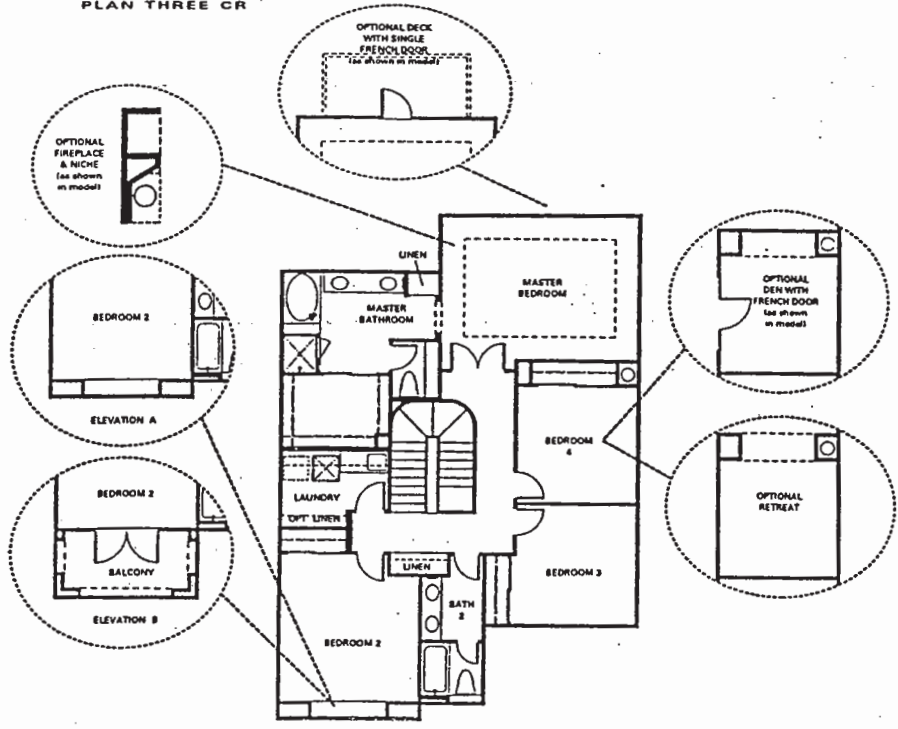 PLAN THREE CR
OPTIONAL DECK
WITH SINGLE
FRENCH DOOR
(as shown in model)
OPTIONAL
FIREPLACE
& NICHE
(as shown
in model)
LINEN
MASTER
BATHROOM
MASTER
BEDROOM
OPTIONAL
DEN WITH
FRENCH DOOR
(as shown
in model)
BEDROOM 2
ELEVATION A
BEDROOM
4
OPTIONAL
RETREAT
BEDROOM 2
BALCONY
ELEVATION B
LAUNDRY
'OPT' LINEN
LINEN
BEDROOM 3
BATH
2
BEDROOM 2